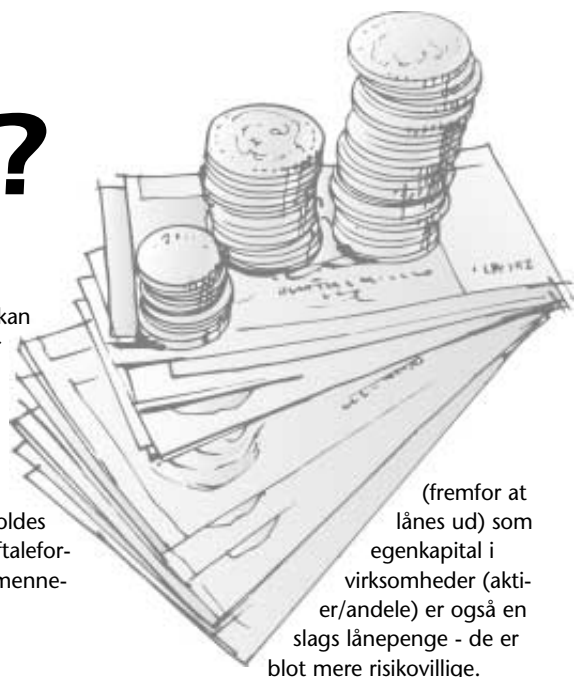 ?
kan
oldes
ftalefor-
menne-
(fremfor at
lånes ud) som
egenkapital i
virksomheder (akti-
er/andele) er også en
slags lånepenge - de er
blot mere risikovillige.